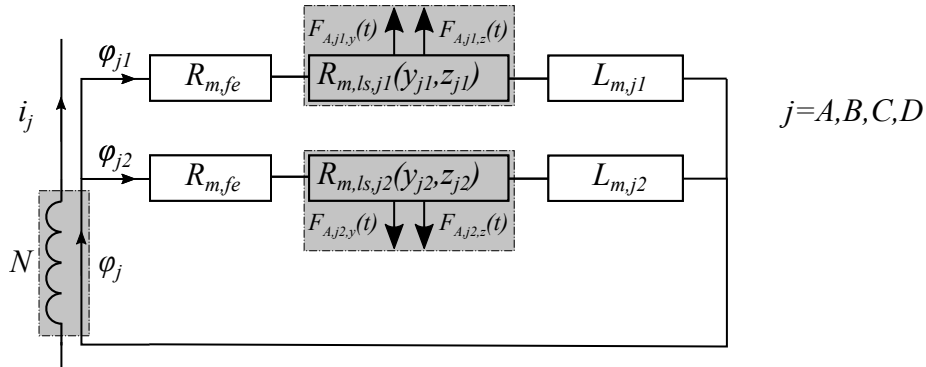 F_{A,j1,y}(t) F_{A,j1,z}(t)
φ_{j1} R_{m,fe} R_{m,ls,j1}(y_{j1},z_{j1}) L_{m,j1}
i_j j=A,B,C,D
φ_{j2} R_{m,fe} R_{m,ls,j2}(y_{j2},z_{j2}) L_{m,j2}
F_{A,j2,y}(t) F_{A,j2,z}(t)
N φ_j